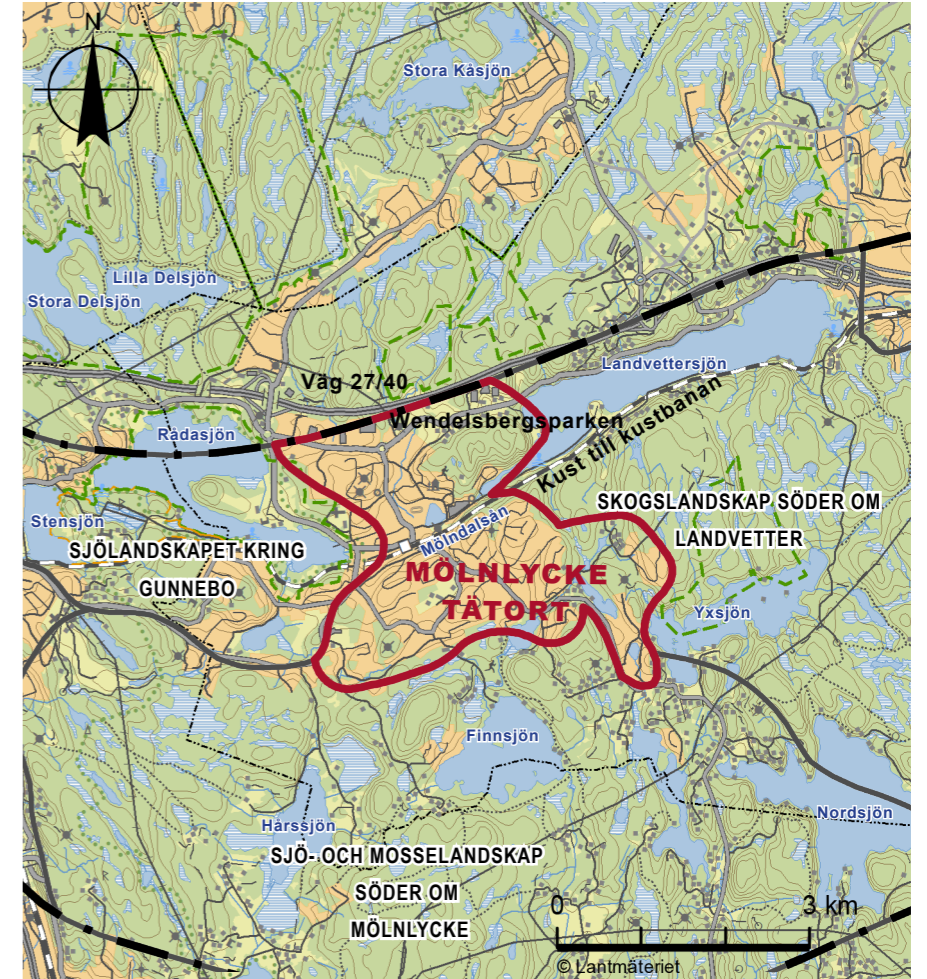 N
Stora Kåsjön
Lilla Delsjön
Stora Delsjön
Landvettersjön
Väg 27/40
Wendelsbergsparken
Rådasjön
Kust till kustbanan
SKOGSLANDSKAP SÖDER OM
LANDVETTER
Stensjön
Mölndalsån
SJÖLANDSKAPET KRING
GUNNEBO
MÖLNLYCKE
TÄTORT
Yxsjön
Finnsjön
Nordsjön
Hårssjön
SJÖ- OCH MOSSELANDSKAP
SÖDER OM
MÖLNLYCKE
0 3 km
© Lantmäteriet